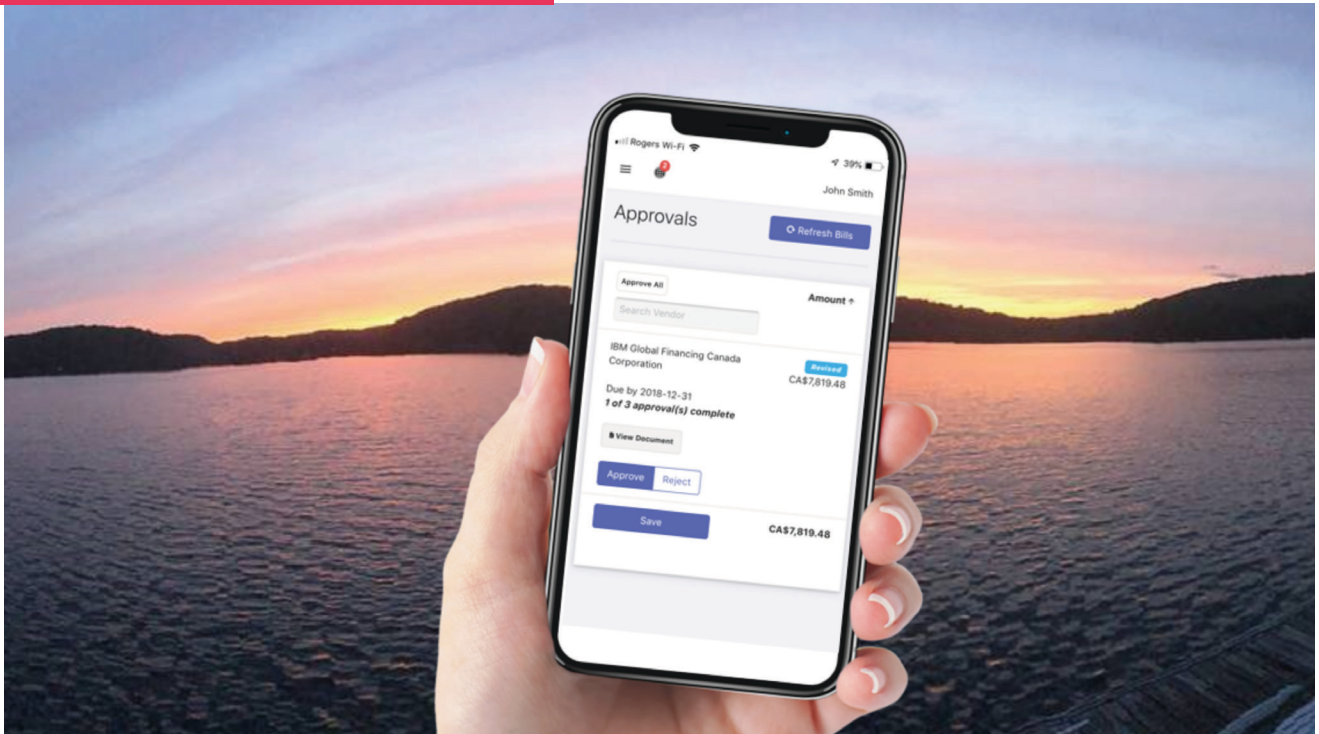 Rogers Wi-Fi
39%
2
John Smith
Approvals
Refresh Bills
Approve All
Amount ↑
Search Vendor
IBM Global Financing Canada
Corporation
Revised
CA$7,819.48
Due by 2018-12-31
1 of 3 approval(s) complete
View Document
Approve
Reject
Save
CA$7,819.48